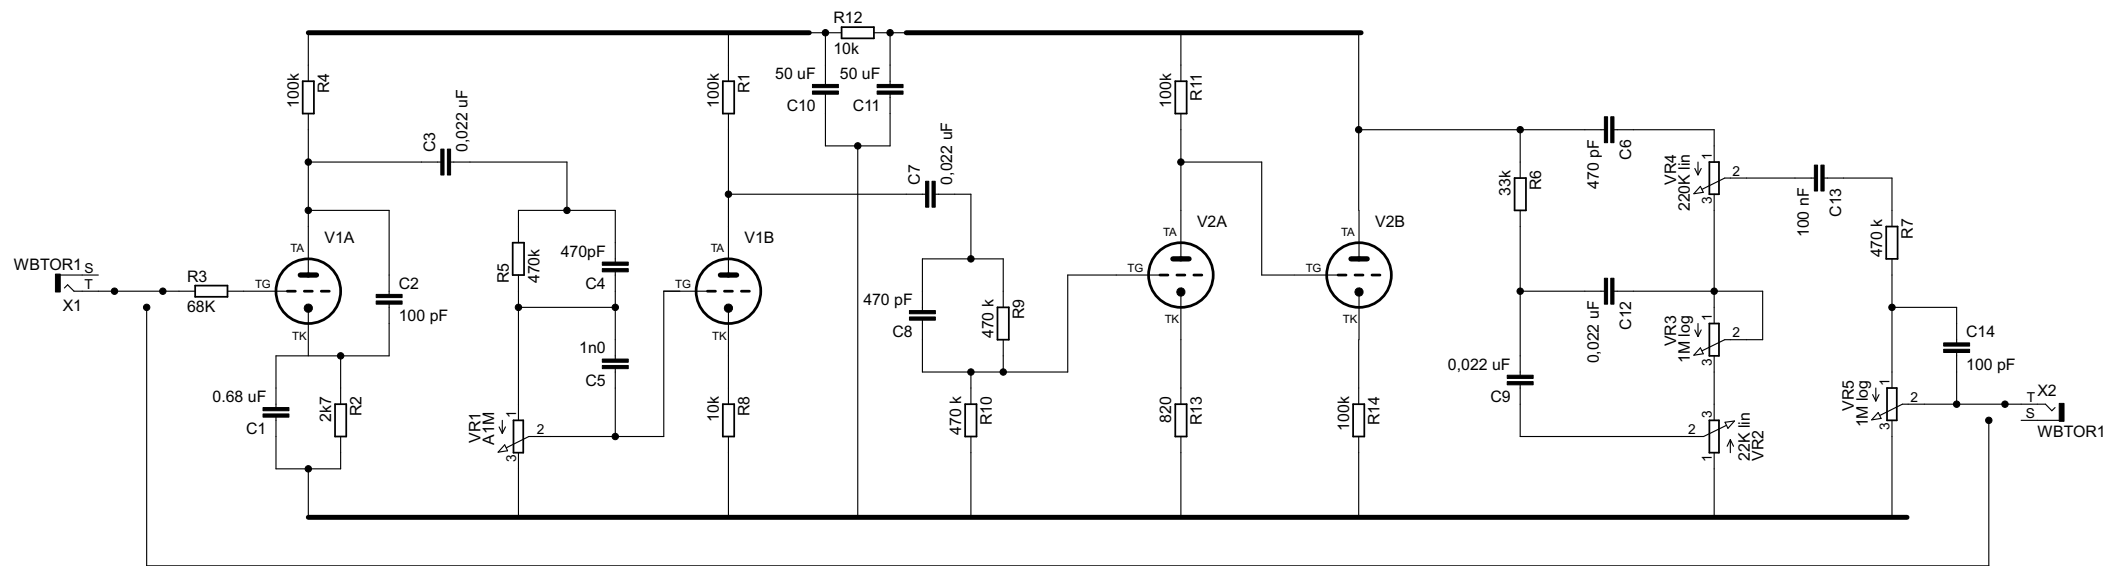 WBTOR1
S
T
X1
R3
68K
100k
R4
C3
0,022 uF
V1A
TA
TG
TK
C2
100 pF
0.68 uF
C1
2k7
R2
R5
470k
470pF
C4
1n0
C5
VR1
A1M
1
2
3
100k
R1
V1B
TA
TG
TK
10k
R8
R12
10k
50 uF
C10
50 uF
C11
C7
0,022 uF
470 pF
C8
470 k
R9
470 k
R10
100k
R11
V2A
TA
TG
TK
820
R13
V2B
TA
TG
TK
100k
R14
33k
R6
470 pF
C6
VR4
220K lin
1
2
3
0,022 uF
C12
VR3
1M log
1
2
3
0,022 uF
C9
3
2
1
22K lin
VR2
100 nF
C13
470 k
R7
C14
100 pF
VR5
1M log
1
2
3
T
S
X2
WBTOR1